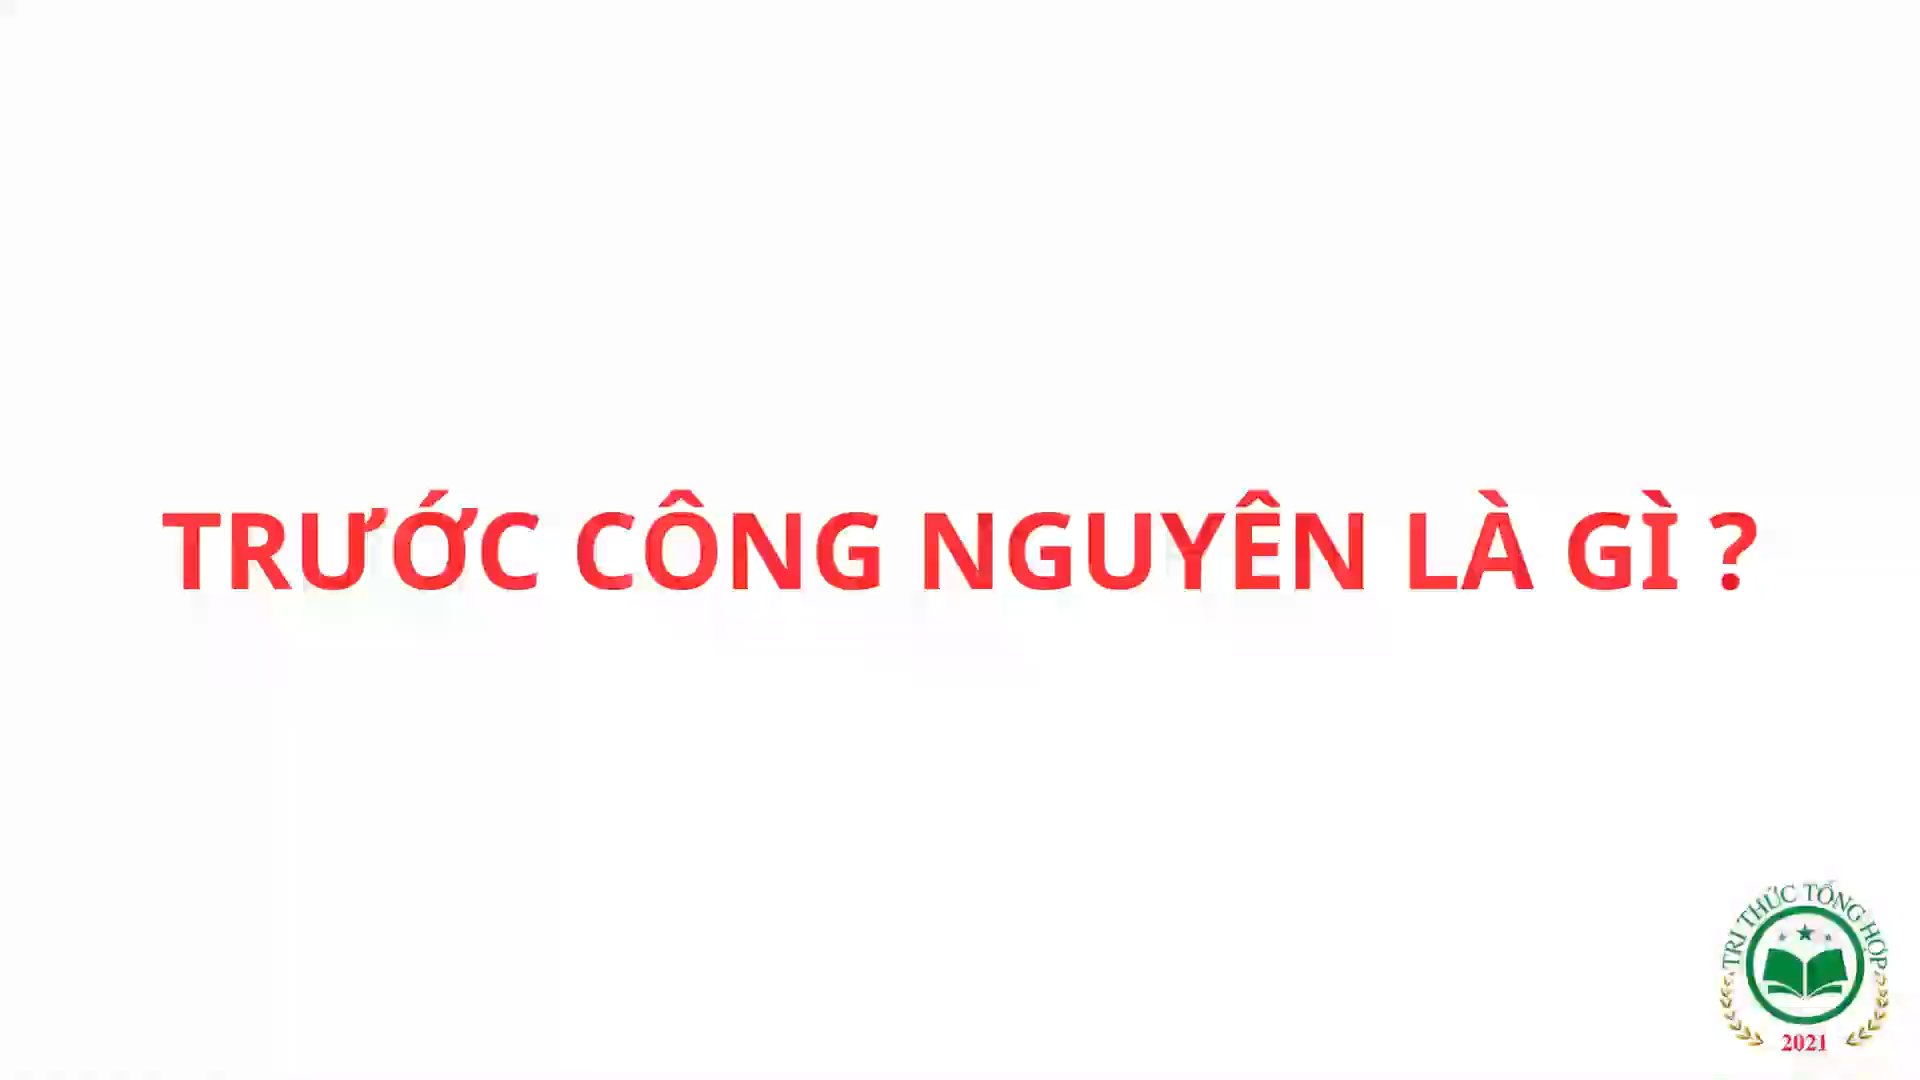 TRƯỚC CÔNG NGUYÊN LÀ GÌ ?
TRI THỨC TỔNG HỢP
2021